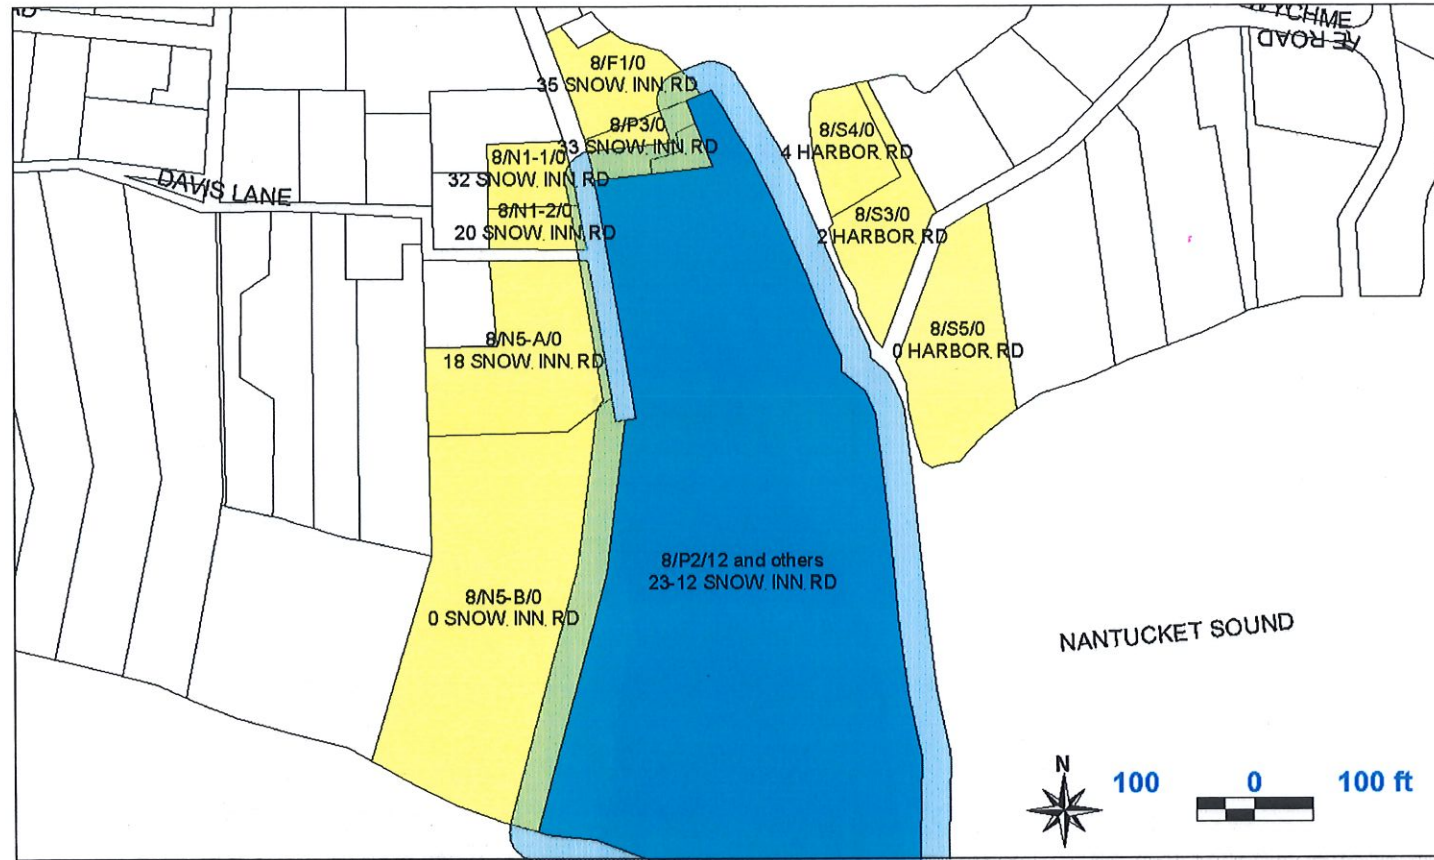 WYCHME
RE ROAD
8/F1/0
35 SNOW INN RD
8/P3/0
33 SNOW INN RD
8/S4/0
4 HARBOR RD
8/N1-1/0
32 SNOW INN RD
DAVIS LANE
8/N1-2/0
20 SNOW INN RD
8/S3/0
2 HARBOR RD
8/N5-A/0
18 SNOW INN RD
8/S5/0
0 HARBOR RD
8/P2/12 and others
23-12 SNOW INN RD
8/N5-B/0
0 SNOW INN RD
NANTUCKET SOUND
N
100 0 100 ft